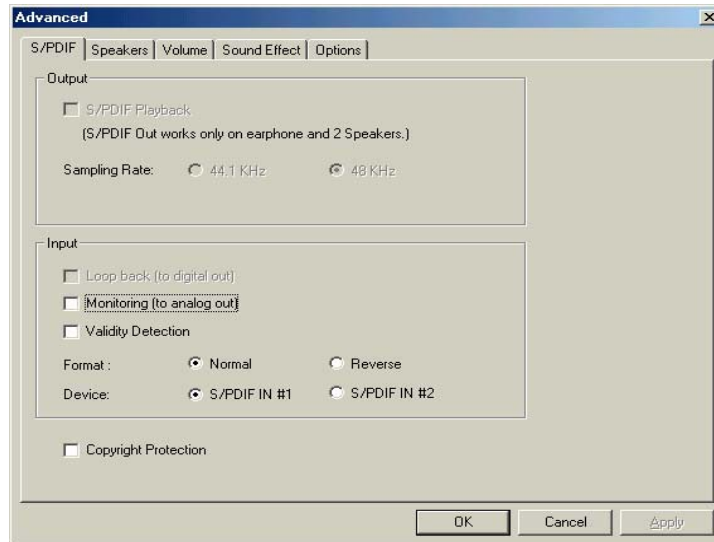 Advanced
S/PDIF Speakers Volume Sound Effect Options
Output
S/PDIF Playback
(S/PDIF Out works only on earphone and 2 Speakers.)
Sampling Rate: 44.1 KHz 48 KHz
Input
Loop back (to digital out)
Monitoring (to analog out)
Validity Detection
Format : Normal Reverse
Device: S/PDIF IN #1 S/PDIF IN #2
Copyright Protection
OK Cancel Apply